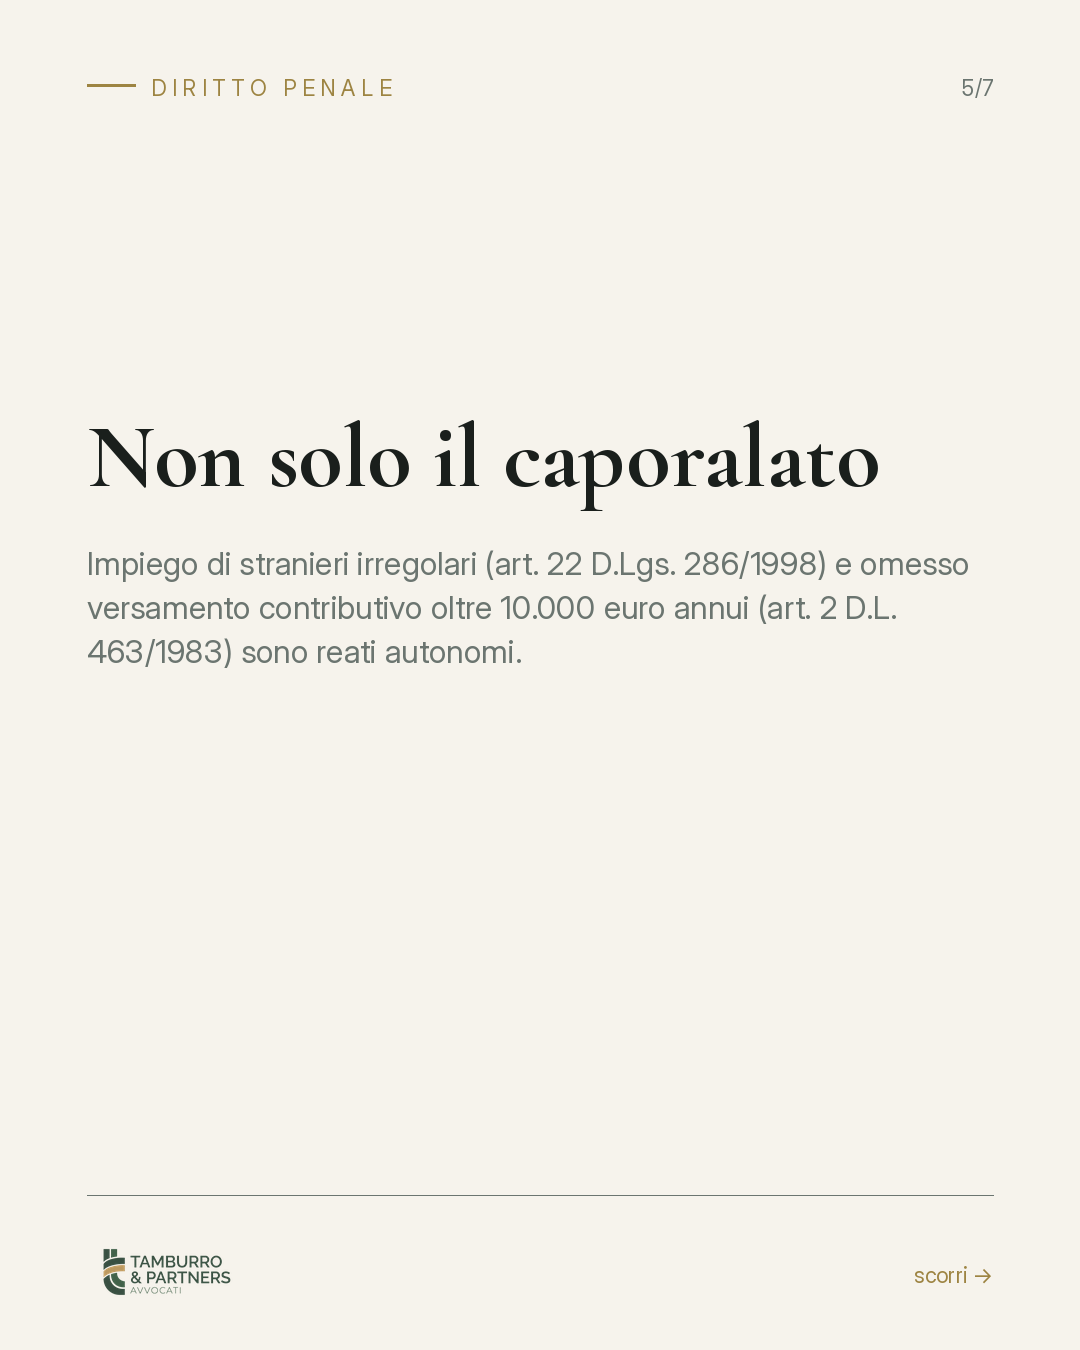 DIRITTO PENALE
5/7
Non solo il caporalato
Impiego di stranieri irregolari (art. 22 D.Lgs. 286/1998) e omesso
versamento contributivo oltre 10.000 euro annui (art. 2 D.L.
463/1983) sono reati autonomi.
TAMBURRO
& PARTNERS
AVVOCATI
scorri →